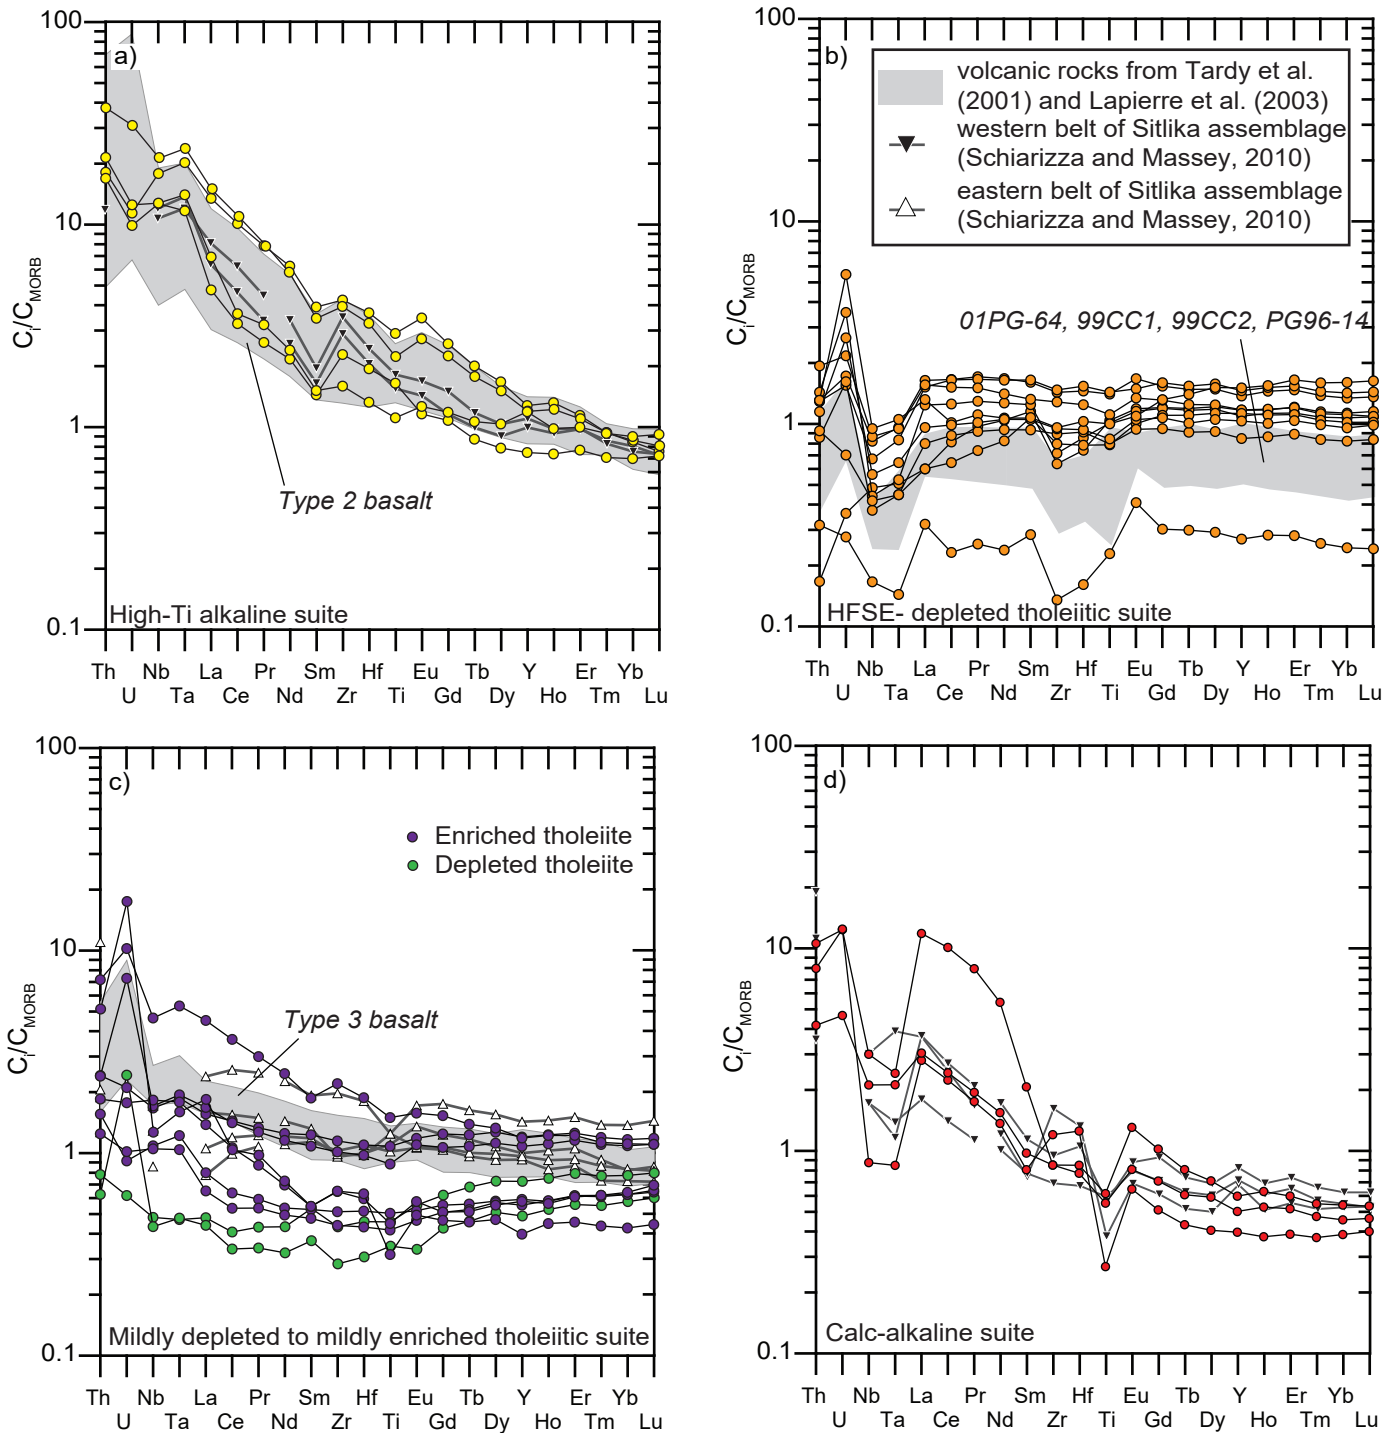 a)
100
10
1
0.1
Ci/CMORB
Type 2 basalt
High-Ti alkaline suite
Th Nb La Pr Sm Hf Eu Tb Y Er Yb
U Ta Ce Nd Zr Ti Gd Dy Ho Tm Lu
b)
100
10
1
0.1
Ci/CMORB
volcanic rocks from Tardy et al.
(2001) and Lapierre et al. (2003)
western belt of Sitlika assemblage
(Schiarizza and Massey, 2010)
eastern belt of Sitlika assemblage
(Schiarizza and Massey, 2010)
01PG-64, 99CC1, 99CC2, PG96-14
HFSE- depleted tholeiitic suite
Th Nb La Pr Sm Hf Eu Tb Y Er Yb
U Ta Ce Nd Zr Ti Gd Dy Ho Tm Lu
c)
100
10
1
0.1
Ci/CMORB
Enriched tholeiite
Depleted tholeiite
Type 3 basalt
Mildly depleted to mildly enriched tholeiitic suite
Th Nb La Pr Sm Hf Eu Tb Y Er Yb
U Ta Ce Nd Zr Ti Gd Dy Ho Tm Lu
d)
100
10
1
0.1
Ci/CMORB
Calc-alkaline suite
Th Nb La Pr Sm Hf Eu Tb Y Er Yb
U Ta Ce Nd Zr Ti Gd Dy Ho Tm Lu